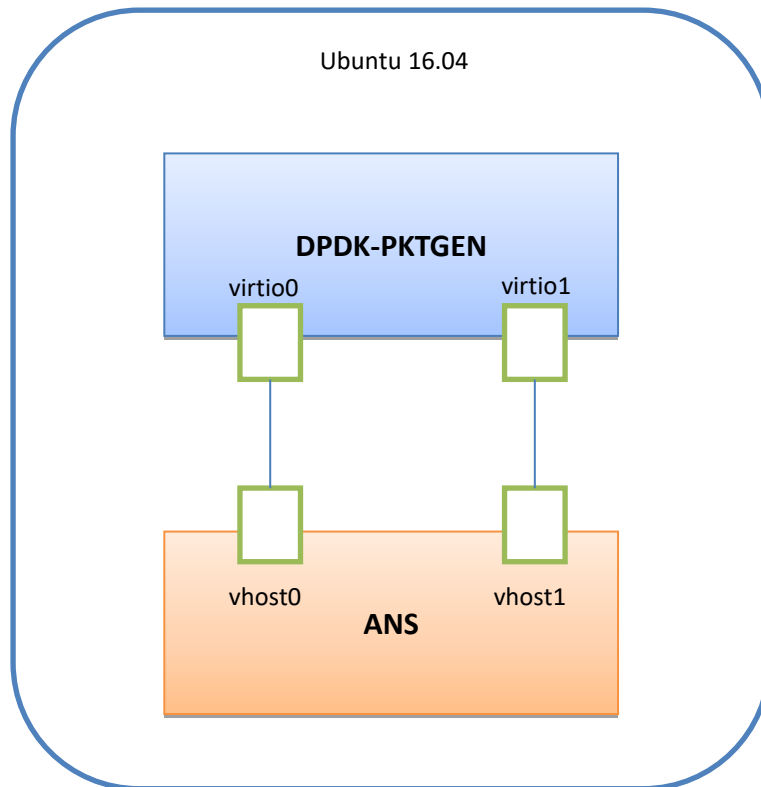 Ubuntu 16.04
DPDK-PKTGEN
virtio0
virtio1
vhost0
vhost1
ANS